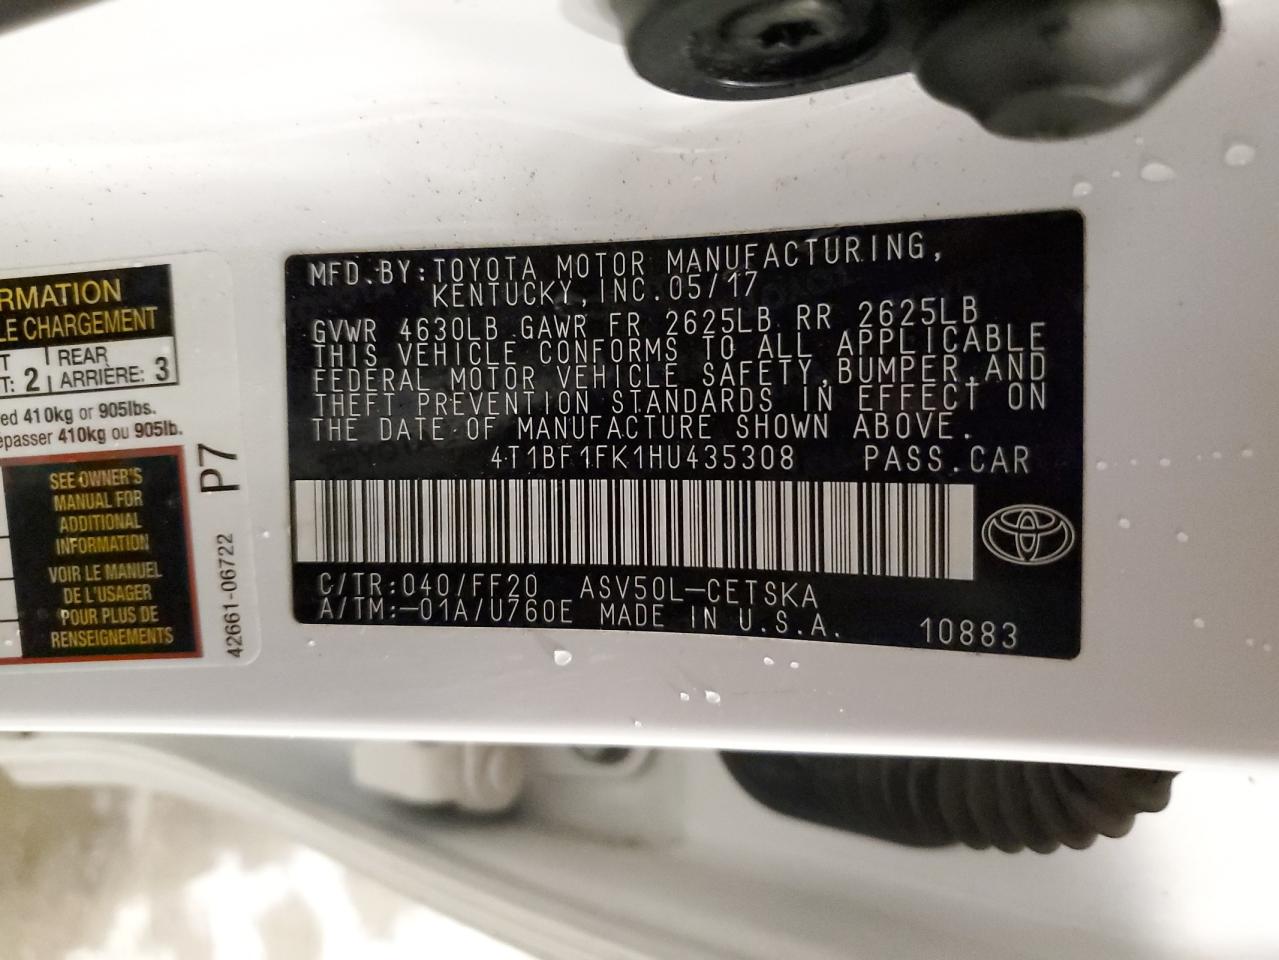 RMATION
LE CHARGEMENT
T REAR
T: 2 ARRIÈRE: 3
ed 410kg or 905lbs.
épasser 410kg ou 905lb.
SEE OWNER'S
MANUAL FOR
ADDITIONAL
INFORMATION
VOIR LE MANUEL
DE L'USAGER
POUR PLUS DE
RENSEIGNEMENTS
P7
42661-06722
MFD.BY:TOYOTA MOTOR MANUFACTURING,
KENTUCKY,INC.05/17
GVWR 4630LB GAWR FR 2625LB RR 2625LB
THIS VEHICLE CONFORMS TO ALL APPLICABLE
FEDERAL MOTOR VEHICLE SAFETY,BUMPER,AND
THEFT PREVENTION STANDARDS IN EFFECT ON
THE DATE OF MANUFACTURE SHOWN ABOVE.
4T1BF1FK1HU435308 PASS.CAR
C/TR:040/FF20 ASV50L-CETSKA
A/TM:-01A/U760E MADE IN U.S.A.
10883